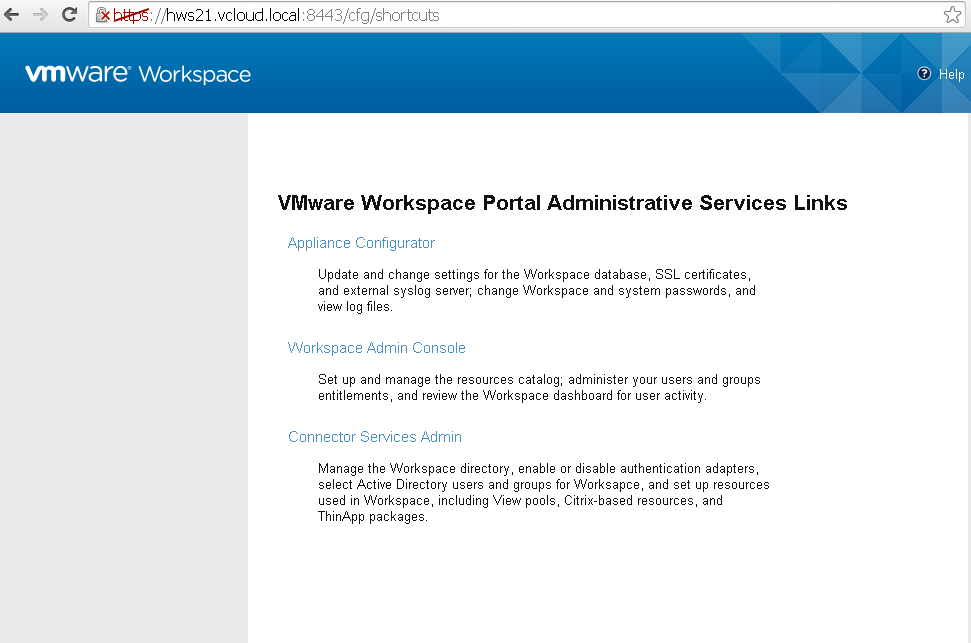 https://hws21.vcloud.local:8443/cfg/shortcuts
vmware® Workspace
? Help
VMware Workspace Portal Administrative Services Links
Appliance Configurator
Update and change settings for the Workspace database, SSL certificates,
and external syslog server; change Workspace and system passwords, and
view log files.
Workspace Admin Console
Set up and manage the resources catalog; administer your users and groups
entitlements, and review the Workspace dashboard for user activity.
Connector Services Admin
Manage the Workspace directory, enable or disable authentication adapters,
select Active Directory users and groups for Worksapce, and set up resources
used in Workspace, including View pools, Citrix-based resources, and
ThinApp packages.